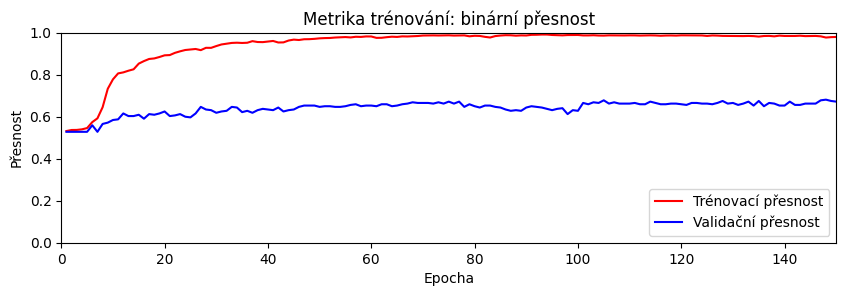 Metrika trénování: binární přesnost
Přesnost
1.0
0.8
0.6
0.4
0.2
0.0
Trénovací přesnost
Validační přesnost
0 20 40 60 80 100 120 140
Epocha